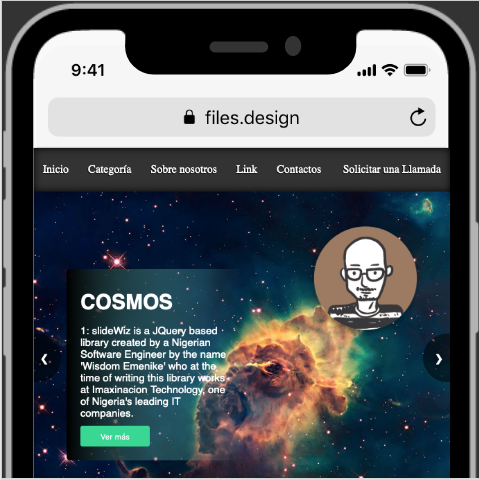 9:41
files.design
Inicio Categoría Sobre nosotros Link Contactos Solicitar una Llamada
COSMOS
1: slideWiz is a JQuery based
library created by a Nigerian
Software Engineer by the name
'Wisdom Emenike' who at the
time of writing this library works
at Imaxinacion Technology, one
of Nigeria's leading IT
companies.
Ver más